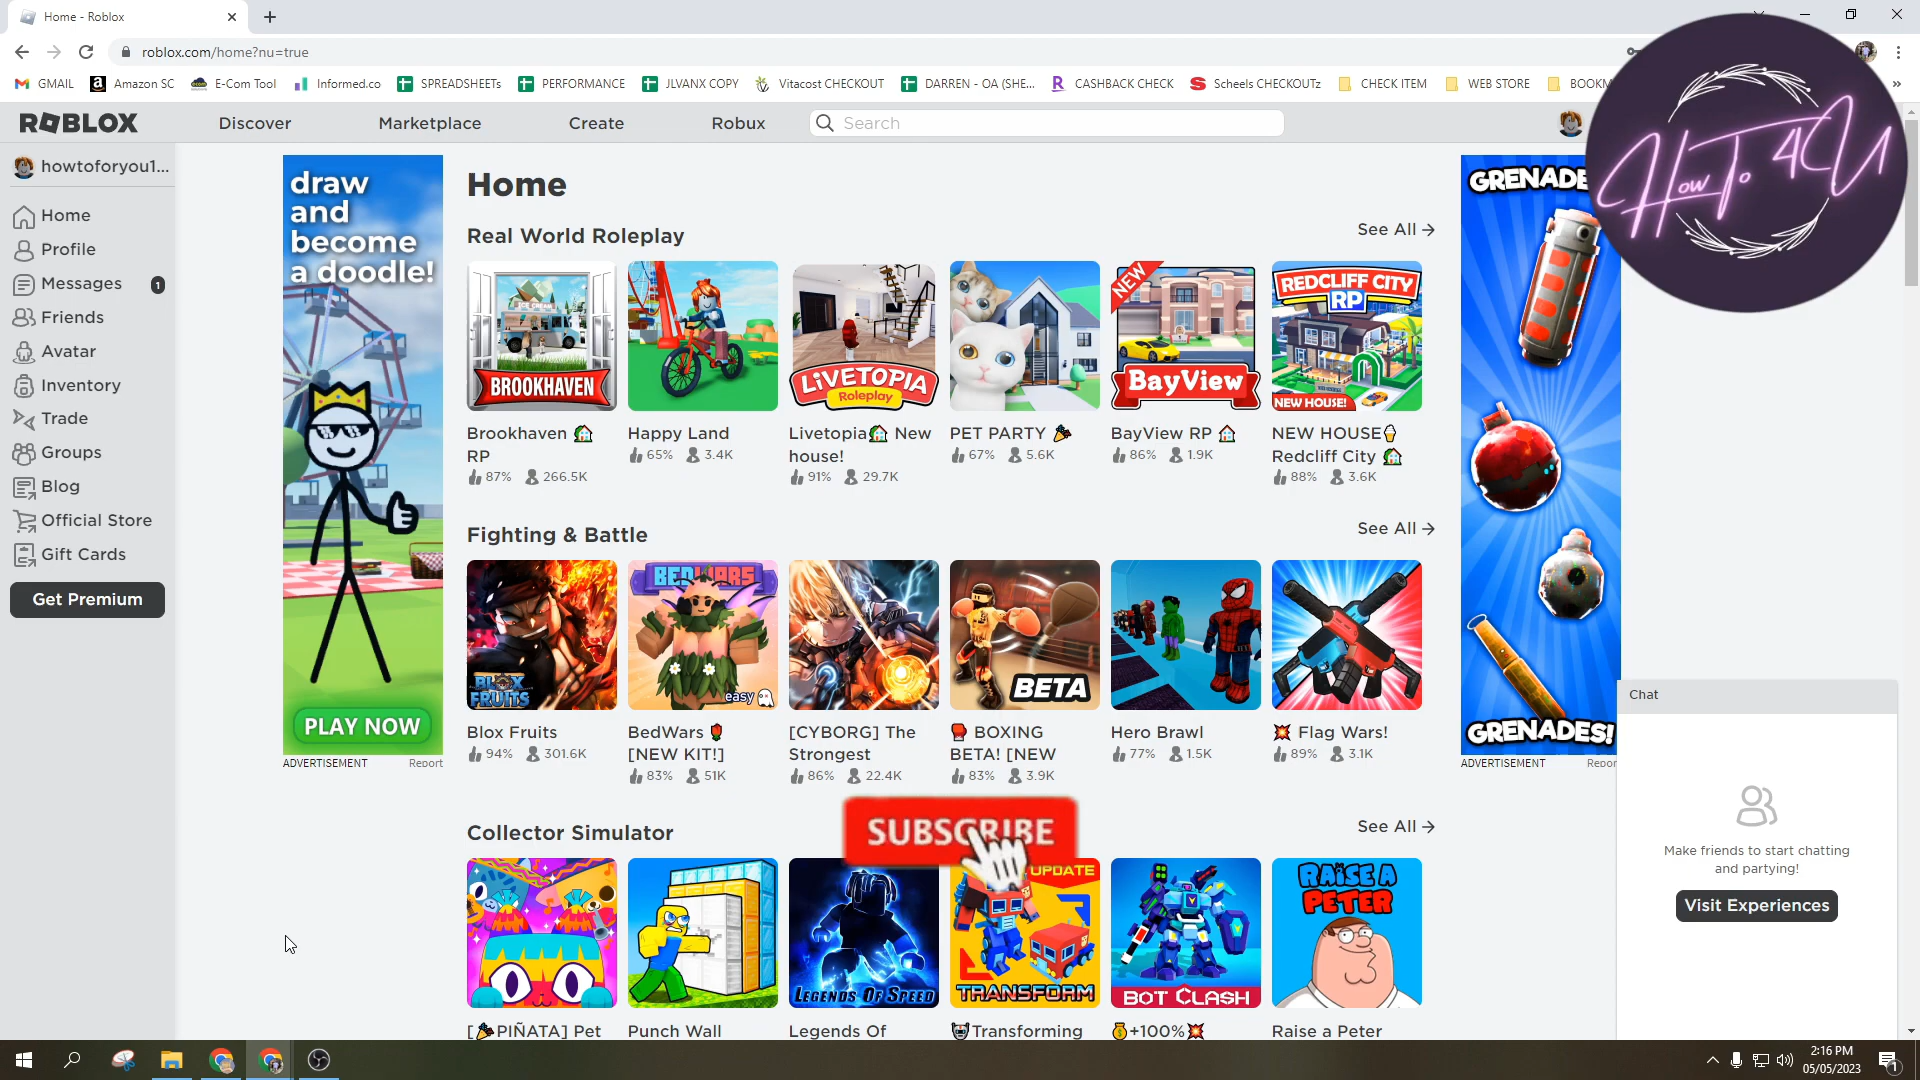 Home - Roblox
roblox.com/home?nu=true
GMAIL
Amazon SC
E-Com Tool
Informed.co
SPREADSHEETs
PERFORMANCE
JLVANX COPY
Vitacost CHECKOUT
DARREN - OA (SHE...
CASHBACK CHECK
Scheels CHECKOUTz
CHECK ITEM
WEB STORE
BOOKM
How To 4U
ROBLOX
Discover
Marketplace
Create
Robux
Search
howtoforyou1...
Home
Profile
Messages
1
Friends
Avatar
Inventory
Trade
Groups
Blog
Official Store
Gift Cards
Get Premium
draw
and
become
a doodle!
PLAY NOW
ADVERTISEMENT
Report
Home
Real World Roleplay
See All
ICE CREAM
BROOKHAVEN
LIVETOPIA
Roleplay
NEW
BayView
REDCLIFF CITY
RP
NEW HOUSE!
Brookhaven 🏠
RP
87% 266.5K
Happy Land
65% 3.4K
Livetopia🏠 New
house!
91% 29.7K
PET PARTY 🎉
67% 5.6K
BayView RP 🏠
86% 1.9K
NEW HOUSE🍦
Redcliff City 🏠
88% 3.6K
Fighting & Battle
See All
BLOX
FRUITS
BEDWARS
easy
BETA
Blox Fruits
94% 301.6K
BedWars 🌹
[NEW KIT!]
83% 51K
[CYBORG] The
Strongest
86% 22.4K
🥊 BOXING
BETA! [NEW
83% 3.9K
Hero Brawl
77% 1.5K
💥 Flag Wars!
89% 3.1K
Collector Simulator
See All
SUBSCRIBE
LEGENDS OF SPEED
UPDATE
TRANSFORM
BOT CLASH
RAISE A
PETER
[🪅PIÑATA] Pet
Punch Wall
Legends Of
🤖Transforming
💰+100%💥
Raise a Peter
GRENADE
GRENADES!
ADVERTISEMENT
Repor
Chat
Make friends to start chatting
and partying!
Visit Experiences
2:16 PM
05/05/2023
1